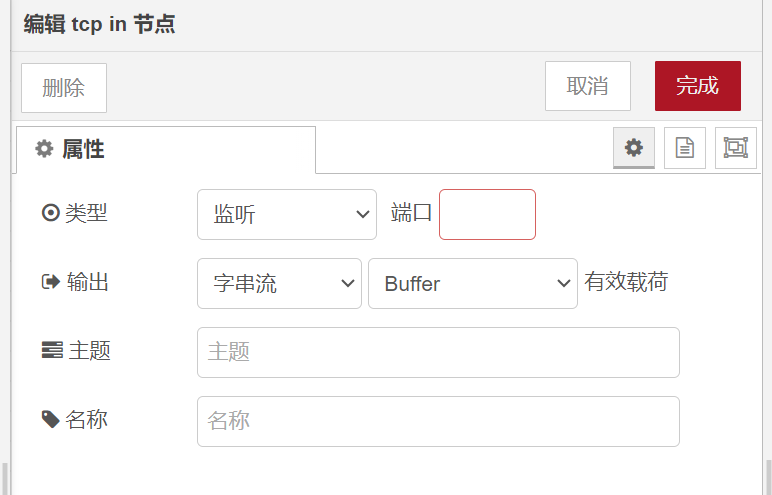 编辑 tcp in 节点
删除 取消 完成
属性
类型 监听 端口
输出 字串流 Buffer 有效载荷
主题 主题
名称 名称